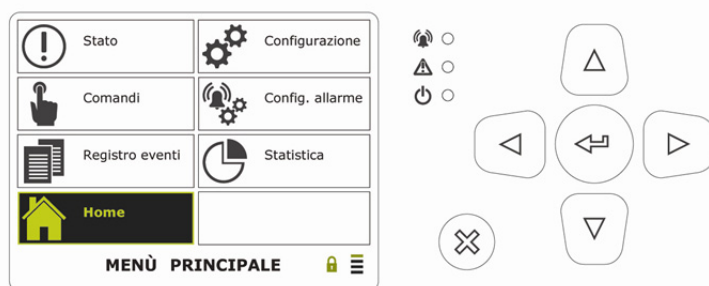 Stato
Configurazione
Comandi
Config. allarme
Registro eventi
Statistica
Home
MENÙ PRINCIPALE